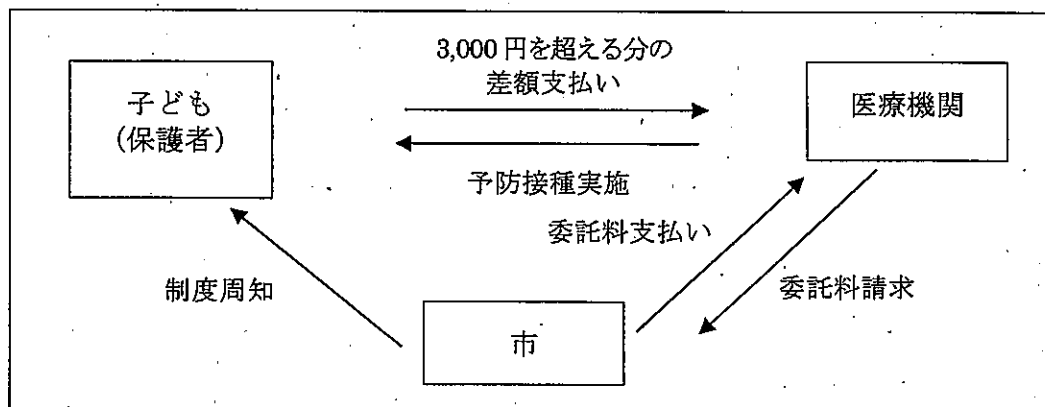 3,000円を超える分の
差額支払い
子ども
(保護者)
医療機関
予防接種実施
委託料支払い
制度周知
委託料請求
市